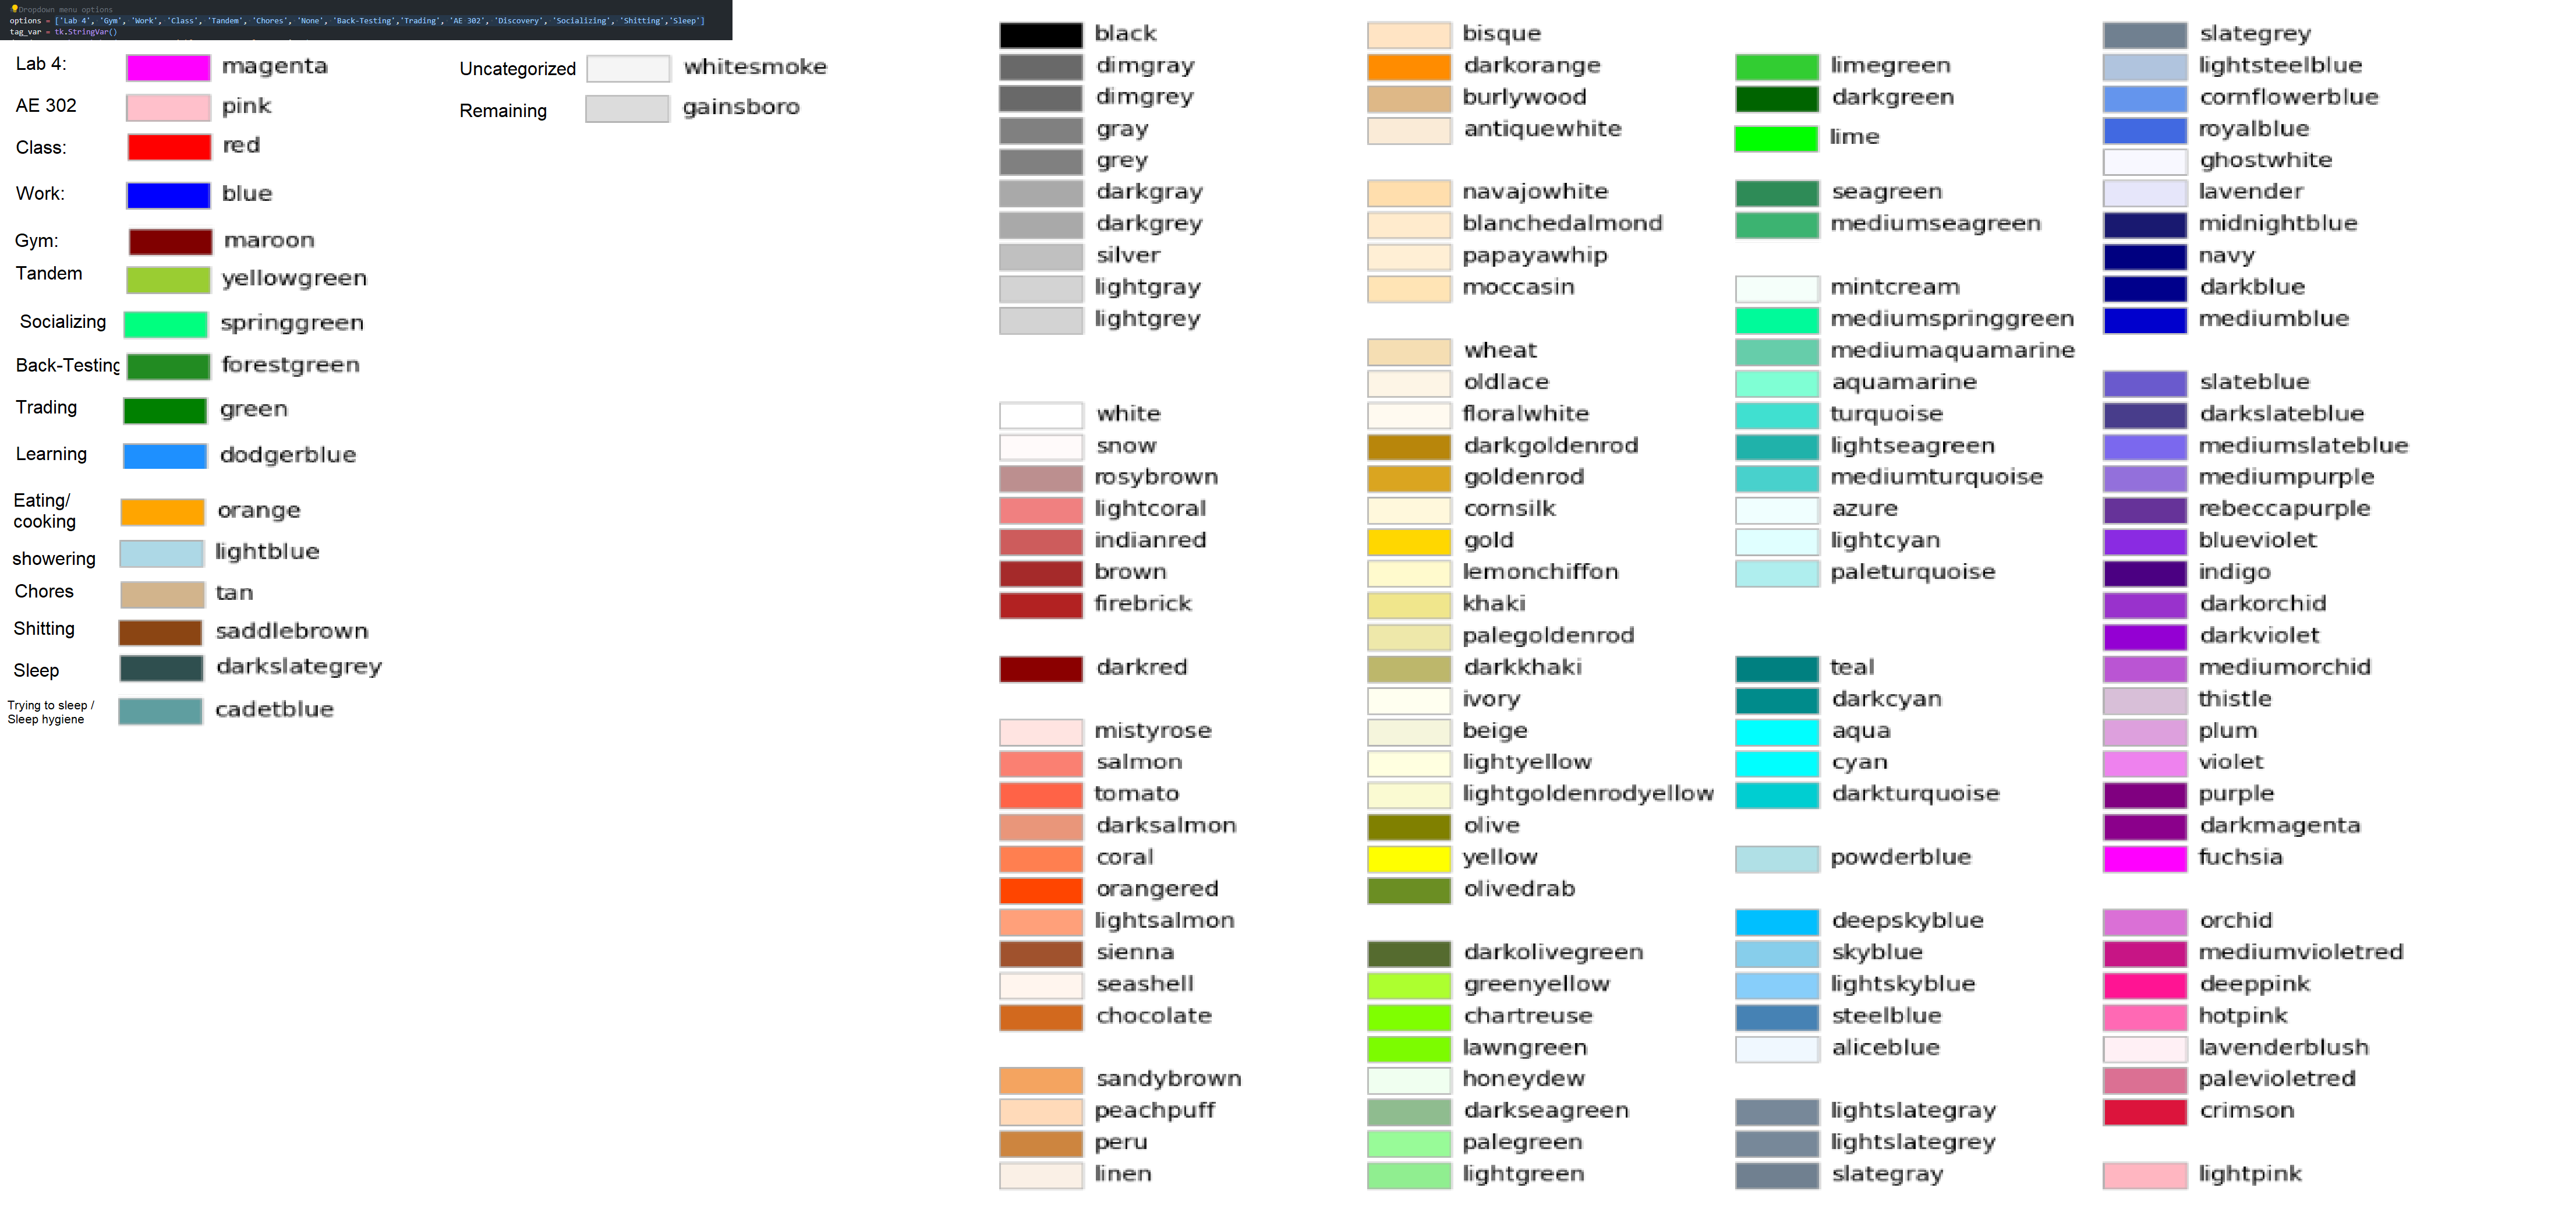 Dropdown menu options
options = ['Lab 4', 'Gym', 'Work', 'Class', 'Tandem', 'Chores', 'None', 'Back-Testing','Trading', 'AE 302', 'Discovery', 'Socializing', 'Shitting','Sleep']
tag_var = tk.StringVar()
Lab 4: magenta
AE 302 pink
Class: red
Work: blue
Gym: maroon
Tandem yellowgreen
Socializing springgreen
Back-Testing forestgreen
Trading green
Learning dodgerblue
Eating/
cooking orange
showering lightblue
Chores tan
Shitting saddlebrown
Sleep darkslategrey
Trying to sleep /
Sleep hygiene cadetblue
Uncategorized whitesmoke
Remaining gainsboro
black
dimgray
dimgrey
gray
grey
darkgray
darkgrey
silver
lightgray
lightgrey
white
snow
rosybrown
lightcoral
indianred
brown
firebrick
darkred
mistyrose
salmon
tomato
darksalmon
coral
orangered
lightsalmon
sienna
seashell
chocolate
sandybrown
peachpuff
peru
linen
bisque
darkorange
burlywood
antiquewhite
navajowhite
blanchedalmond
papayawhip
moccasin
wheat
oldlace
floralwhite
darkgoldenrod
goldenrod
cornsilk
gold
lemonchiffon
khaki
palegoldenrod
darkkhaki
ivory
beige
lightyellow
lightgoldenrodyellow
olive
yellow
olivedrab
darkolivegreen
greenyellow
chartreuse
lawngreen
honeydew
darkseagreen
palegreen
lightgreen
limegreen
darkgreen
lime
seagreen
mediumseagreen
mintcream
mediumspringgreen
mediumaquamarine
aquamarine
turquoise
lightseagreen
mediumturquoise
azure
lightcyan
paleturquoise
teal
darkcyan
aqua
cyan
darkturquoise
powderblue
deepskyblue
skyblue
lightskyblue
steelblue
aliceblue
lightslategray
lightslategrey
slategray
slategrey
lightsteelblue
cornflowerblue
royalblue
ghostwhite
lavender
midnightblue
navy
darkblue
mediumblue
slateblue
darkslateblue
mediumslateblue
mediumpurple
rebeccapurple
blueviolet
indigo
darkorchid
darkviolet
mediumorchid
thistle
plum
violet
purple
darkmagenta
fuchsia
orchid
mediumvioletred
deeppink
hotpink
lavenderblush
palevioletred
crimson
lightpink